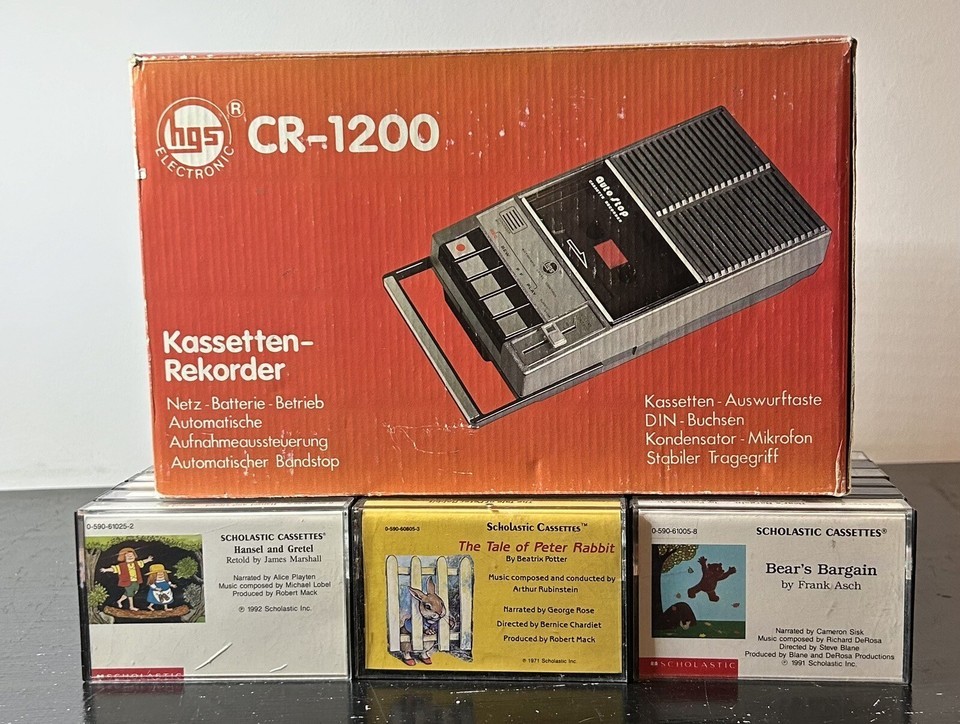 hgs
ELECTRONIC
®
CR-1200
Auto Stop
Kassetten-
Rekorder
Netz-Batterie-Betrieb
Automatische
Aufnahmeaussteuerung
Automatischer Bandstop
Kassetten-Auswurftaste
DIN-Buchsen
Kondensator-Mikrofon
Stabiler Tragegriff
0-590-61025-2
SCHOLASTIC CASSETTES®
Hansel and Gretel
Retold by James Marshall
Narrated by Alice Playten
Music composed by Michael Lobel
Produced by Robert Mack
℗ 1992 Scholastic Inc.
SCHOLASTIC
0-590-60605-3
SCHOLASTIC CASSETTES™
The Tale of Peter Rabbit
By Beatrix Potter
Music composed and conducted by
Arthur Rubinstein
Narrated by George Rose
Directed by Bernice Chardiet
Produced by Robert Mack
℗ 1971 Scholastic Inc.
0-590-61005-8
SCHOLASTIC CASSETTES®
Bear's Bargain
by Frank Asch
Narrated by Cameron Sisk
Music composed by Richard DeRosa
Directed by Steve Blane
Produced by Blane and DeRosa Productions
℗ 1991 Scholastic Inc.
SCHOLASTIC